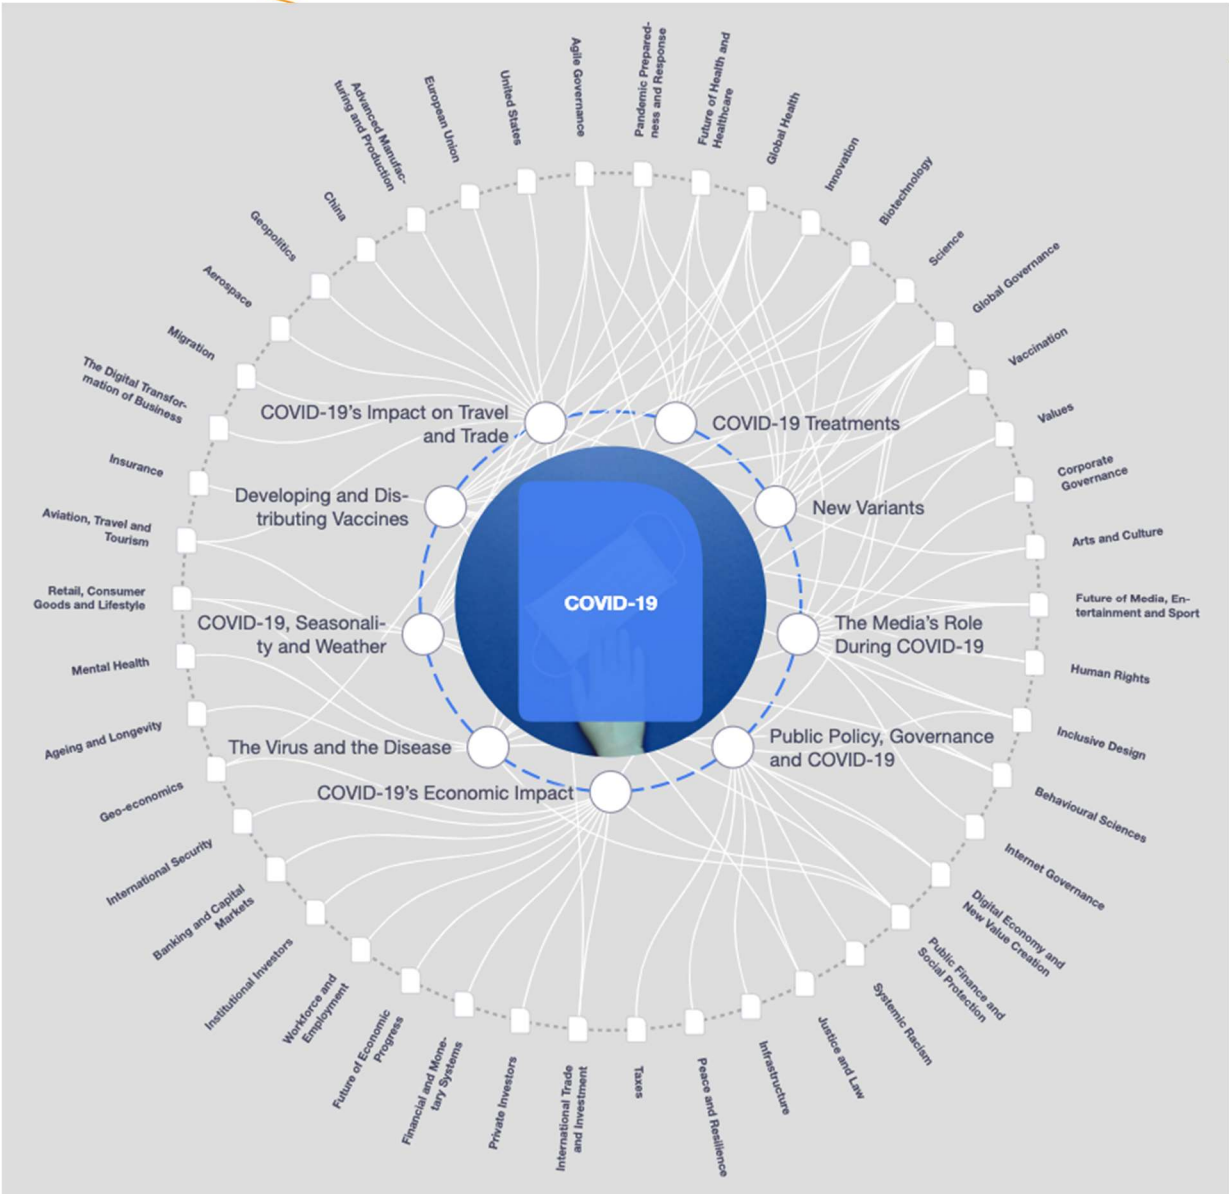 Agile Governance
Pandemic Prepared-
ness and Response
Future of Health and
Healthcare
Global Health
Innovation
Biotechnology
Science
Global Governance
Vaccination
Values
Corporate
Governance
Arts and Culture
Future of Media, En-
tertainment and Sport
Human Rights
Inclusive Design
Behavioural Sciences
Internet Governance
Digital Economy and
New Value Creation
Public Finance and
Social Protection
Systemic Racism
Justice and Law
Infrastructure
Peace and Resilience
Taxes
International Trade
and Investment
Private Investors
Financial and Mone-
tary Systems
Future of Economic
Progress
Workforce and
Employment
Institutional Investors
Banking and Capital
Markets
International Security
Geo-economics
Ageing and Longevity
Mental Health
Retail, Consumer
Goods and Lifestyle
Aviation, Travel and
Tourism
Insurance
The Digital Transfor-
mation of Business
Migration
Aerospace
Geopolitics
China
Advanced Manufac-
turing and Production
European Union
United States
COVID-19's Impact on Travel
and Trade
COVID-19 Treatments
Developing and Dis-
tributing Vaccines
New Variants
COVID-19
COVID-19, Seasonali-
ty and Weather
The Media's Role
During COVID-19
The Virus and the Disease
Public Policy, Governance
and COVID-19
COVID-19's Economic Impact